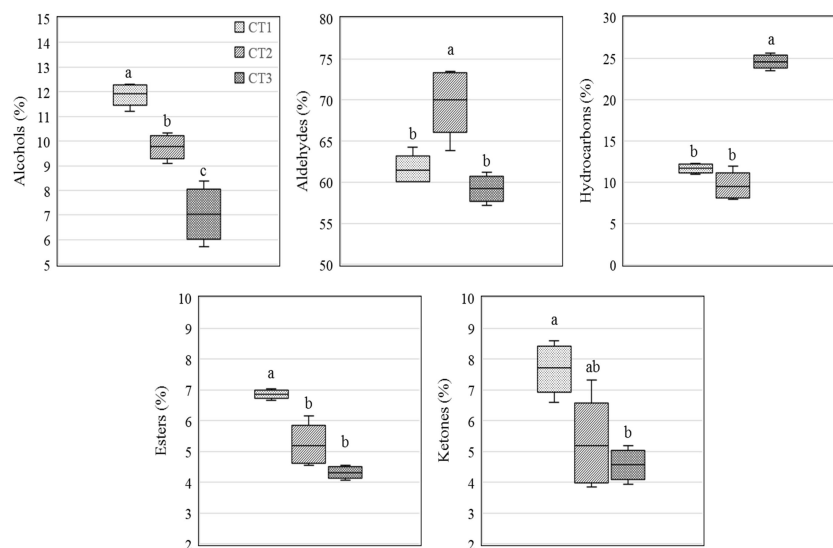 Alcohols (%)
15
14
13
12
11
10
9
8
7
6
5
a
b
c
CT1
CT2
CT3
Aldehydes (%)
80
75
70
65
60
55
50
b
a
b
Hydrocarbons (%)
30
25
20
15
10
5
0
b
b
a
Esters (%)
10
9
8
7
6
5
4
3
2
a
b
b
Ketones (%)
10
9
8
7
6
5
4
3
2
a
ab
b